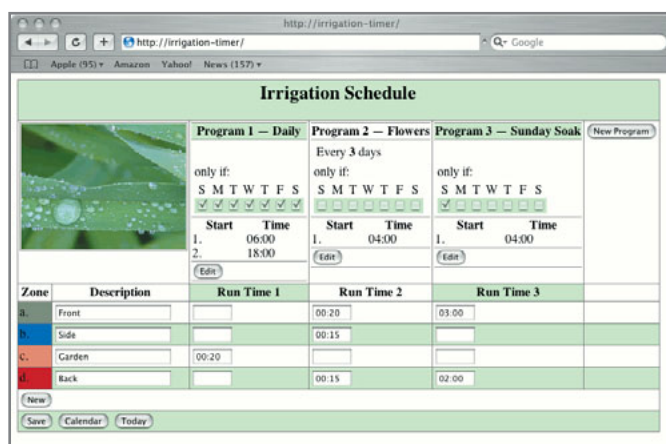 http://irrigation-timer/
http://irrigation-timer/
Google
Apple (95) Amazon Yahoo! News (157)
Irrigation Schedule
Program 1 — Daily Program 2 — Flowers Program 3 — Sunday Soak New Program
Every 3 days
only if: only if: only if:
S M T W T F S S M T W T F S S M T W T F S
Start Time Start Time Start Time
1. 06:00 1. 04:00 1. 04:00
2. 18:00 Edit Edit
Edit
Zone Description Run Time 1 Run Time 2 Run Time 3
a. Front 00:20 03:00
b. Side 00:15
c. Garden 00:20
d. Back 00:15 02:00
New
Save Calendar Today